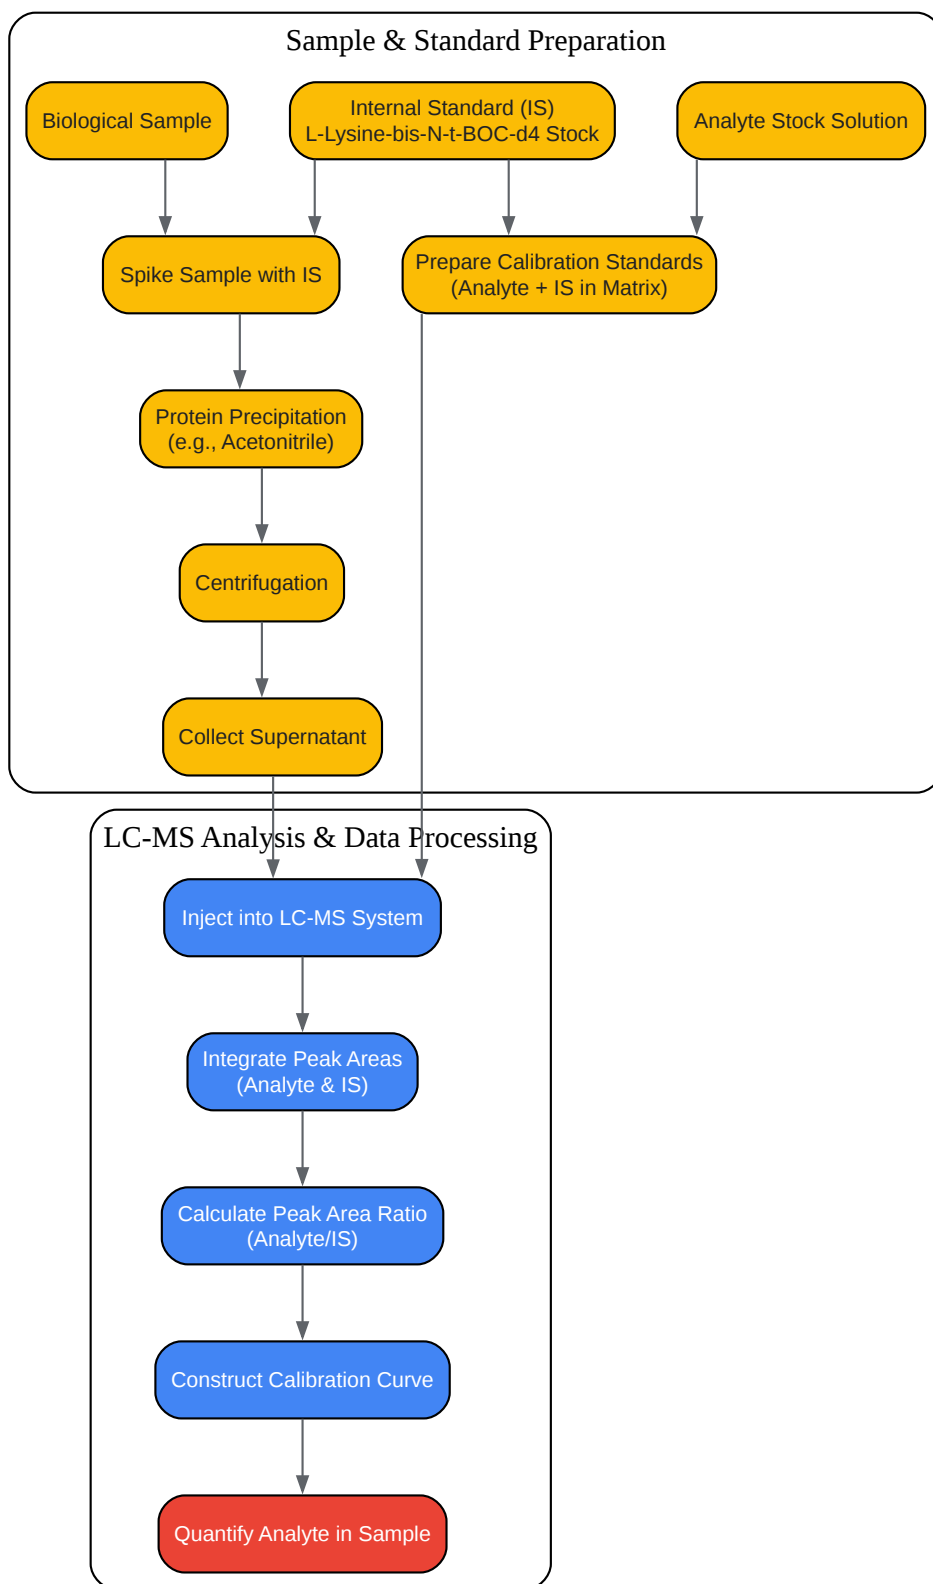 Sample & Standard Preparation
Biological Sample
Internal Standard (IS)
L-Lysine-bis-N-t-BOC-d4 Stock
Analyte Stock Solution
Spike Sample with IS
Prepare Calibration Standards
(Analyte + IS in Matrix)
Protein Precipitation
(e.g., Acetonitrile)
Centrifugation
Collect Supernatant
LC-MS Analysis & Data Processing
Inject into LC-MS System
Integrate Peak Areas
(Analyte & IS)
Calculate Peak Area Ratio
(Analyte/IS)
Construct Calibration Curve
Quantify Analyte in Sample